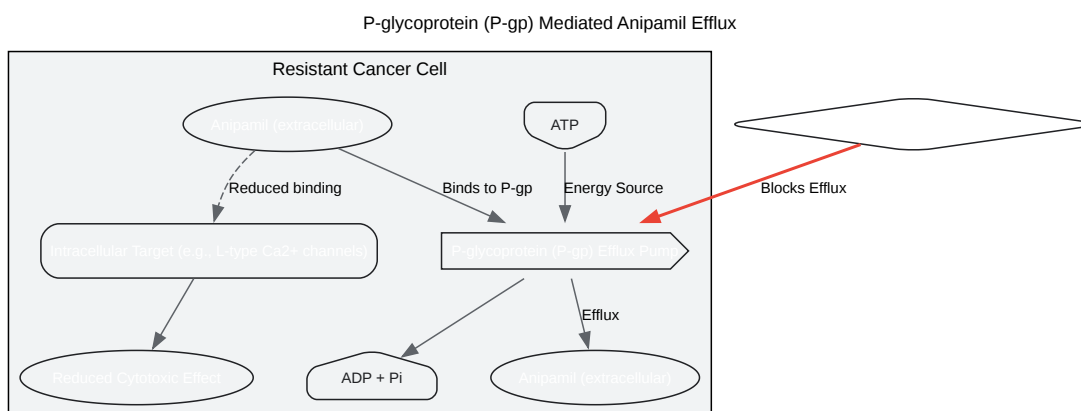 P-glycoprotein (P-gp) Mediated Anipamil Efflux
Resistant Cancer Cell
Anipamil (extracellular)
ATP
Reduced binding
Binds to P-gp
Energy Source
Blocks Efflux
Intracellular Target (e.g., L-type Ca2+ channels)
P-glycoprotein (P-gp) Efflux Pump
Efflux
Reduced Cytotoxic Effect
ADP + Pi
Anipamil (extracellular)